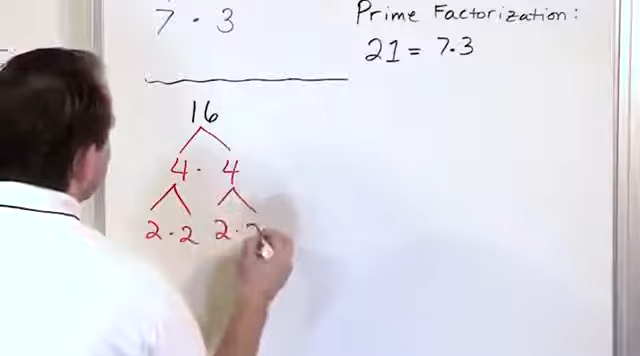 7 · 3
Prime Factorization:
21 = 7·3
16
4 · 4
2 · 2 2 · 2